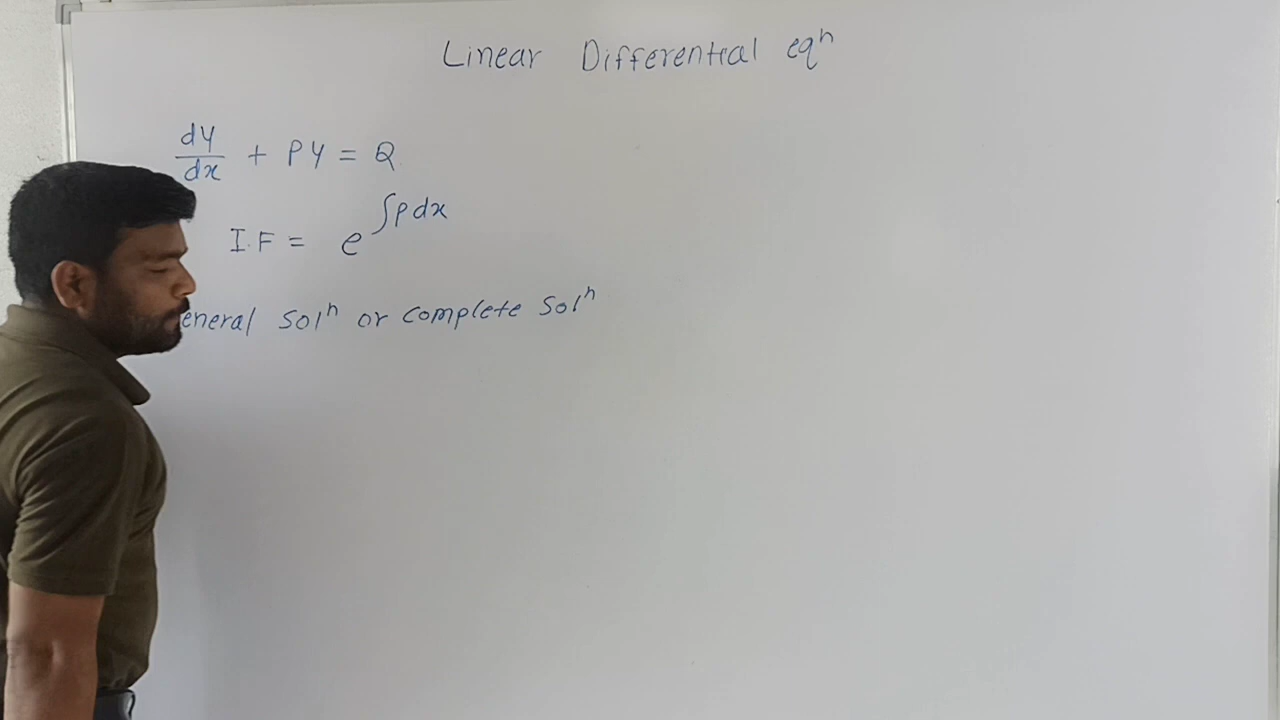 Linear Differential eqⁿ
dy/dx + Py = Q
I.F = e^∫pdx
eneral solⁿ or complete solⁿ